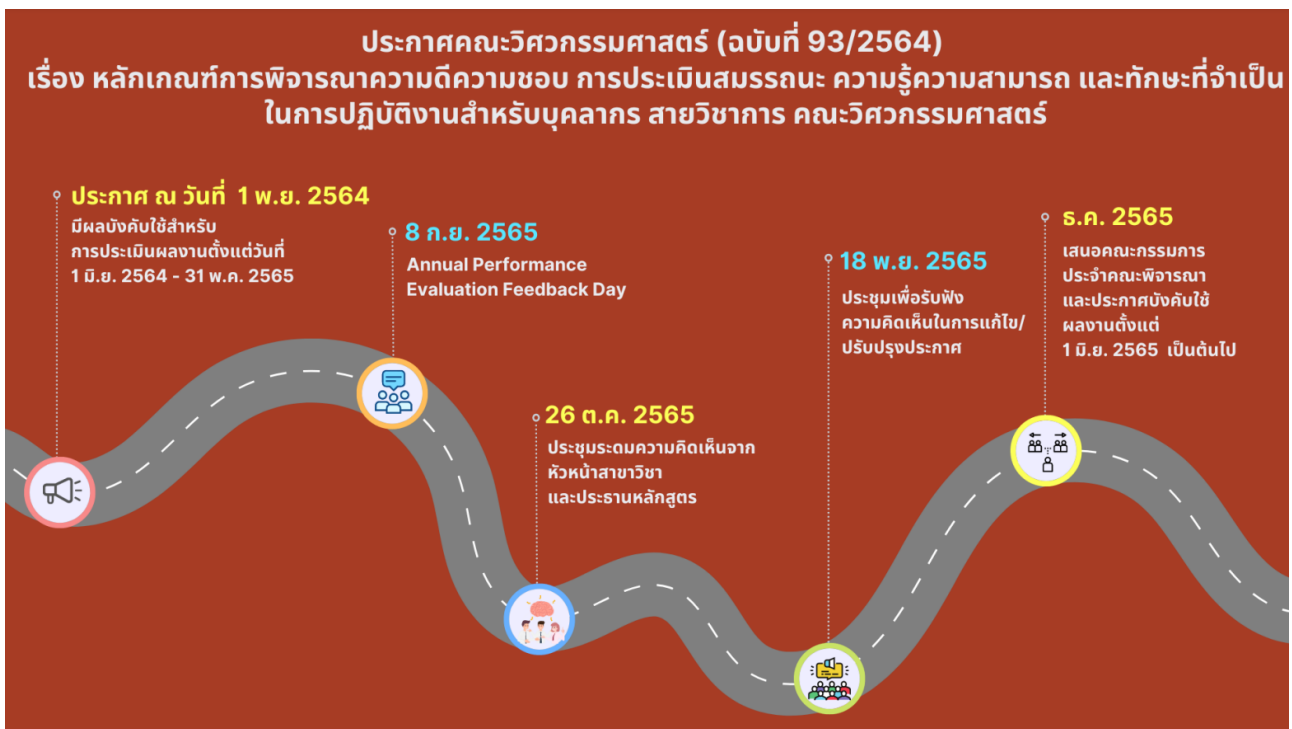 ประกาศคณะวิศวกรรมศาสตร์ (ฉบับที่ 93/2564)
เรื่อง หลักเกณฑ์การพิจารณาความดีความชอบ การประเมินสมรรถนะ ความรู้ความสามารถ และทักษะที่จำเป็น
ในการปฏิบัติงานสำหรับบุคลากร สายวิชาการ คณะวิศวกรรมศาสตร์
ประกาศ ณ วันที่ 1 พ.ย. 2564
มีผลบังคับใช้สำหรับ
การประเมินผลงานตั้งแต่วันที่
1 มิ.ย. 2564 - 31 พ.ค. 2565
8 ก.ย. 2565
Annual Performance
Evaluation Feedback Day
26 ต.ค. 2565
ประชุมระดมความคิดเห็นจาก
หัวหน้าสาขาวิชา
และประธานหลักสูตร
18 พ.ย. 2565
ประชุมเพื่อรับฟัง
ความคิดเห็นในการแก้ไข/
ปรับปรุงประกาศ
ธ.ค. 2565
เสนอคณะกรรมการ
ประจำคณะพิจารณา
และประกาศบังคับใช้
ผลงานตั้งแต่
1 มิ.ย. 2565 เป็นต้นไป